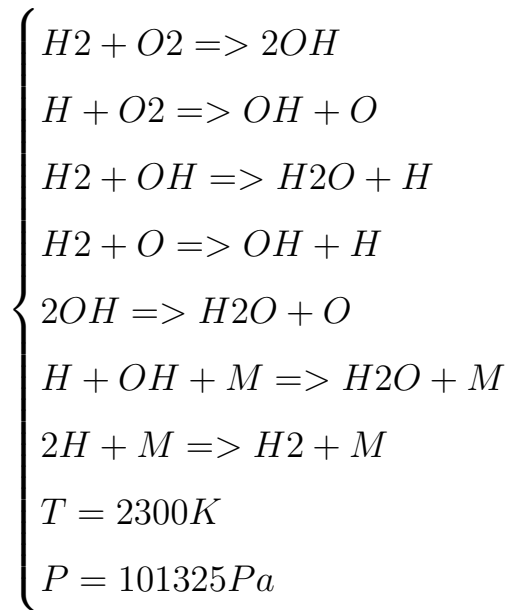 H2 + O2 => 2OH
H + O2 => OH + O
H2 + OH => H2O + H
H2 + O => OH + H
2OH => H2O + O
H + OH + M => H2O + M
2H + M => H2 + M
T = 2300K
P = 101325Pa